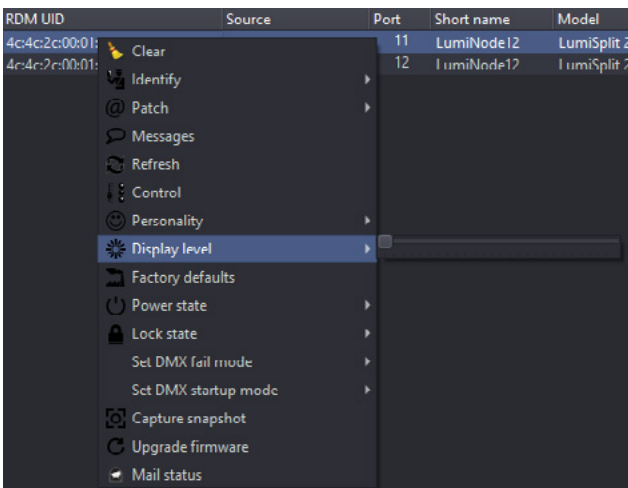 RDM UID Source Port Short name Model
4c:4c:2c:00:01: 11 LumiNode12 LumiSplit 2
4c:4c:2c:00:01: 12 LumiNode12 LumiSplit 2
Clear
Identify
Patch
Messages
Refresh
Control
Personality
Display level
Factory defaults
Power state
Lock state
Set DMX fail mode
Set DMX startup mode
Capture snapshot
Upgrade firmware
Mail status